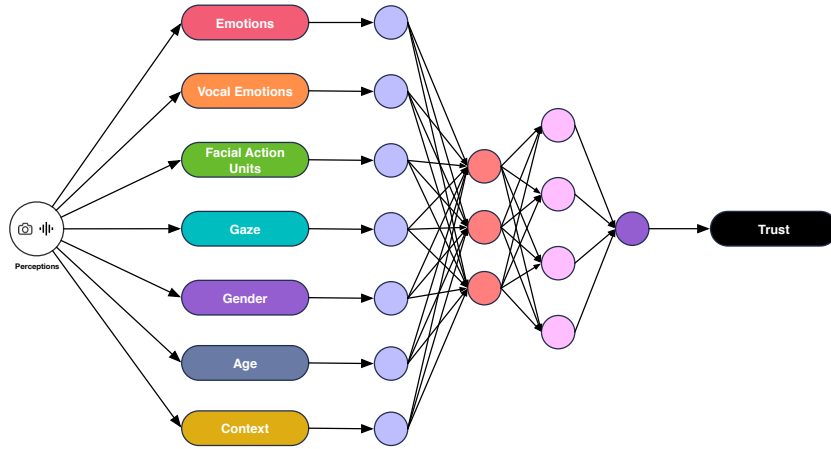 Emotions
Vocal Emotions
Facial Action
Units
Gaze
Trust
Perceptions
Gender
Age
Context